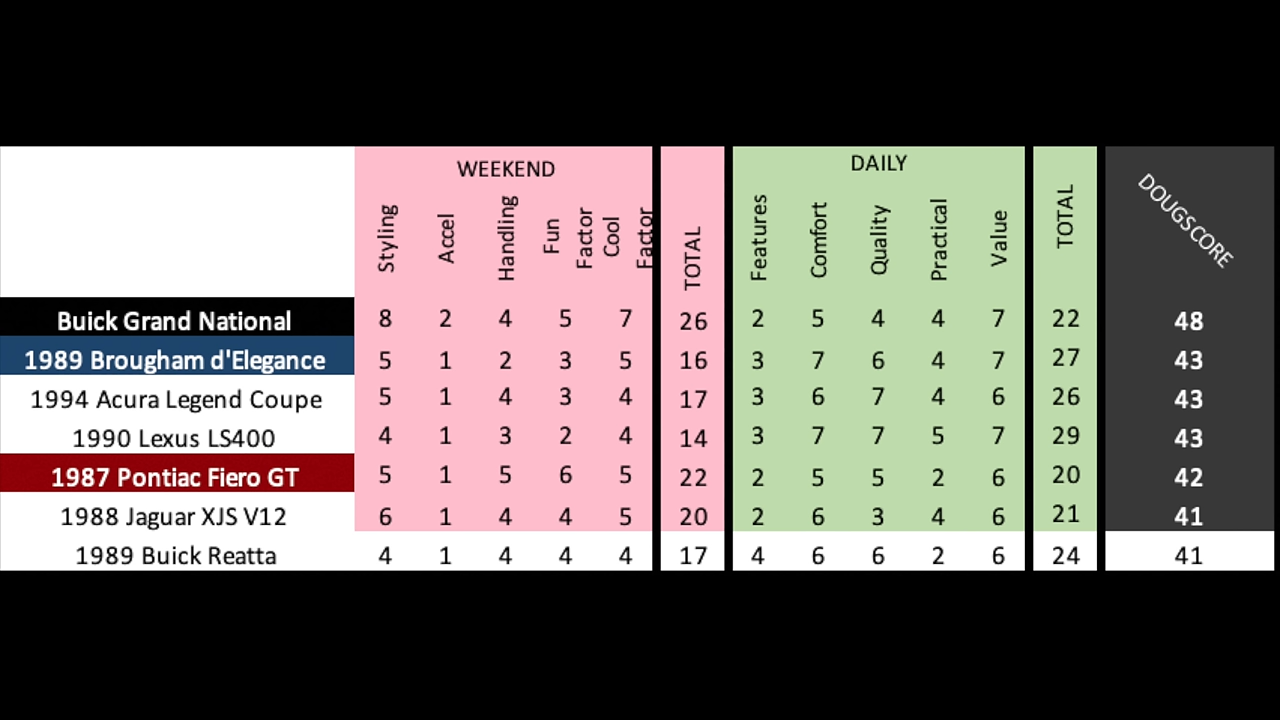 WEEKEND DAILY
Styling Accel Handling Fun Factor Cool Factor TOTAL Features Comfort Quality Practical Value TOTAL DOUGSCORE
Buick Grand National 8 2 4 5 7 26 2 5 4 4 7 22 48
1989 Brougham d'Elegance 5 1 2 3 5 16 3 7 6 4 7 27 43
1994 Acura Legend Coupe 5 1 4 3 4 17 3 6 7 4 6 26 43
1990 Lexus LS400 4 1 3 2 4 14 3 7 7 5 7 29 43
1987 Pontiac Fiero GT 5 1 5 6 5 22 2 5 5 2 6 20 42
1988 Jaguar XJS V12 6 1 4 4 5 20 2 6 3 4 6 21 41
1989 Buick Reatta 4 1 4 4 4 17 4 6 6 2 6 24 41